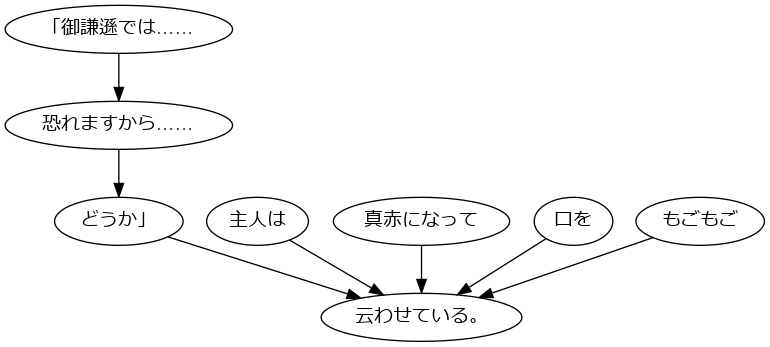 「御謙遜では……
恐れますから……
どうか」 主人は 真赤になって 口を もごもご
云わせている。